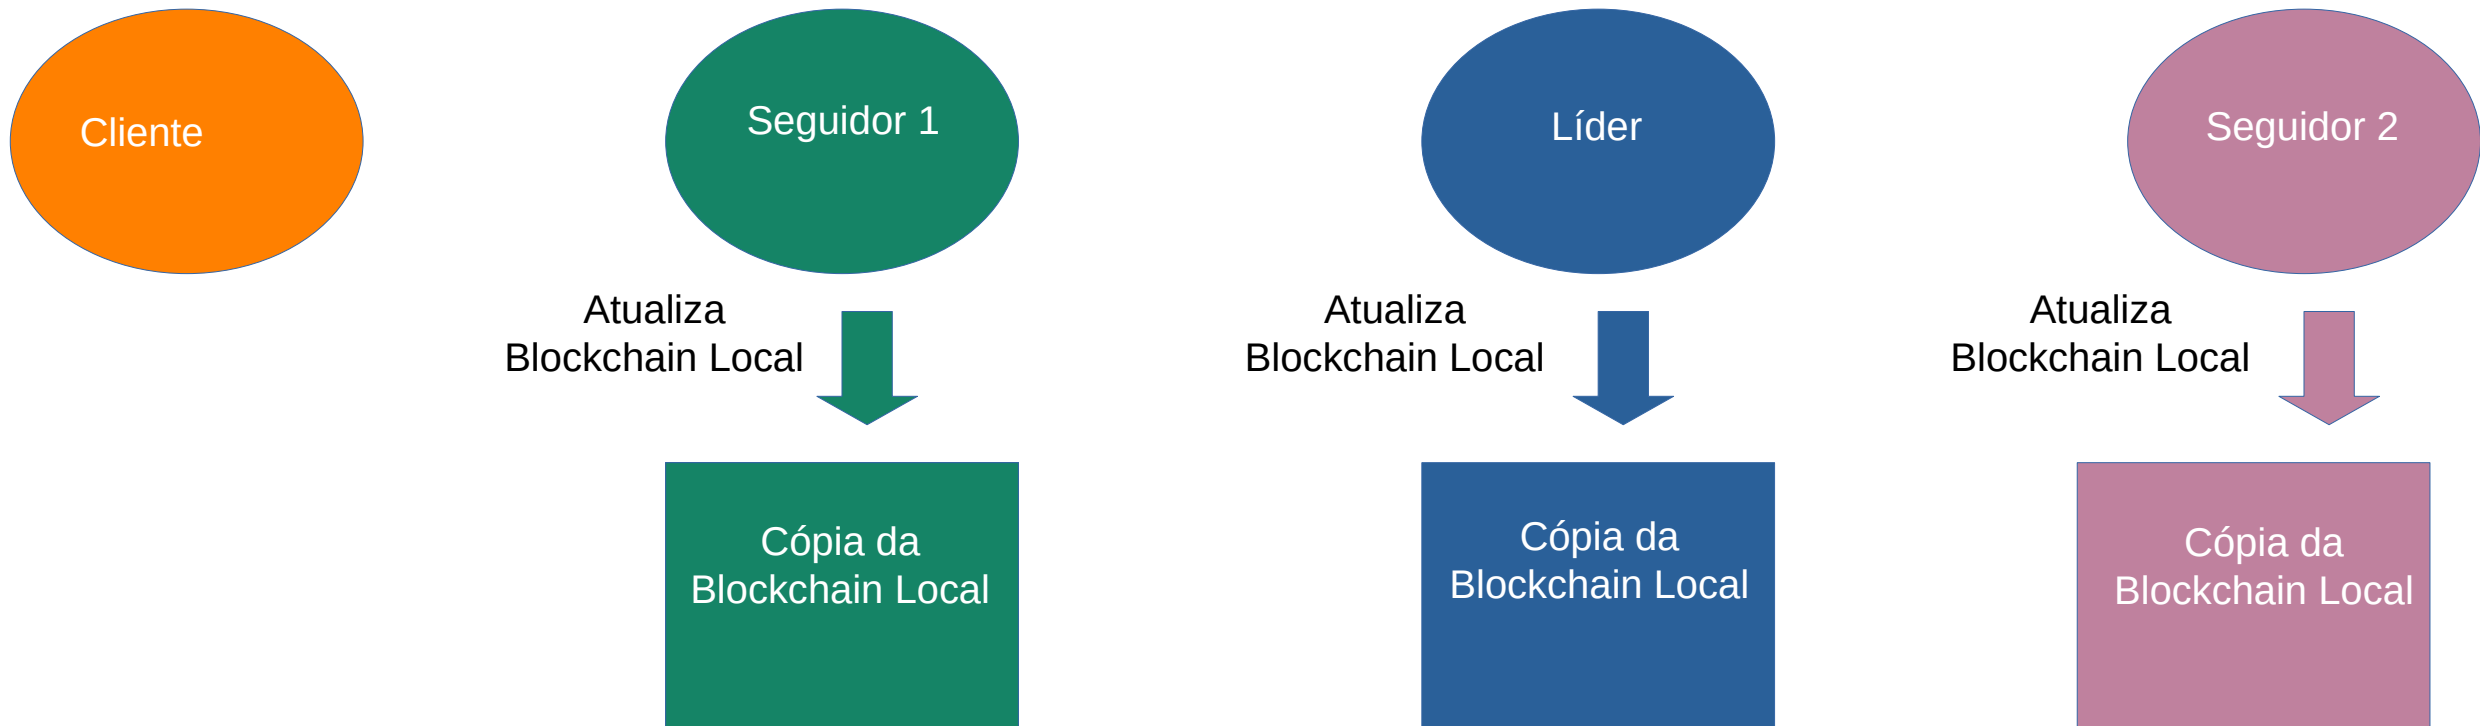 Cliente
Seguidor 1
Líder
Seguidor 2
Atualiza
Blockchain Local
Atualiza
Blockchain Local
Atualiza
Blockchain Local
Cópia da
Blockchain Local
Cópia da
Blockchain Local
Cópia da
Blockchain Local